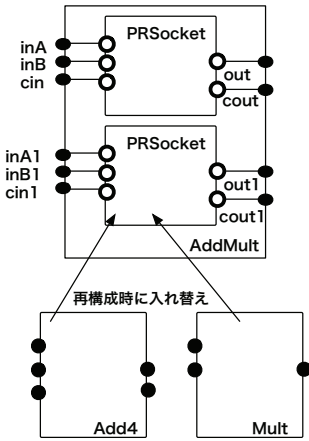 PRSocket
inA
inB
cin
out
cout
PRSocket
inA1
inB1
cin1
out1
cout1
AddMult
再構成時に入れ替え
Add4
Mult